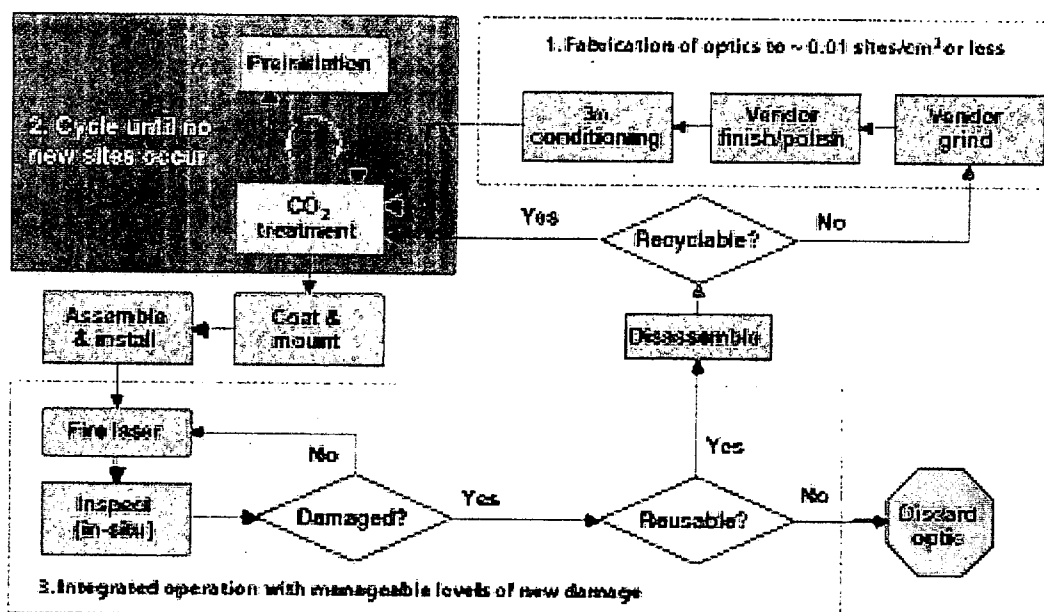 1. Fabrication of optics to ~ 0.01 sites/cm² or less
Preinitiation
2. Cycle until no
new sites occur
3ω
conditioning
Vendor
finish/polish
Vendor
grind
CO₂
treatment
Yes
Recyclable?
No
Assemble
& install
Coat &
mount
Disassemble
Fire laser
No
Yes
Inspect
(in-situ)
Damaged?
Yes
Reusable?
No
Discard
optic
3. Integrated operation with manageable levels of new damage